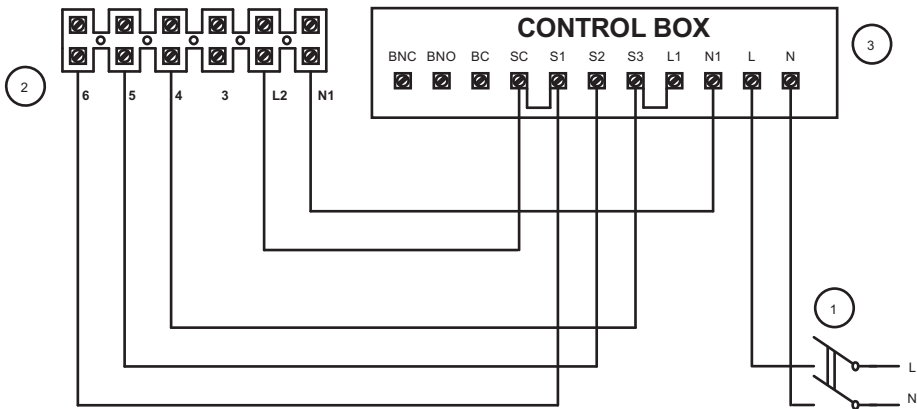 CONTROL BOX
BNC BNO BC SC S1 S2 S3 L1 N1 L N
3
2
6 5 4 3 L2 N1
1
L
N